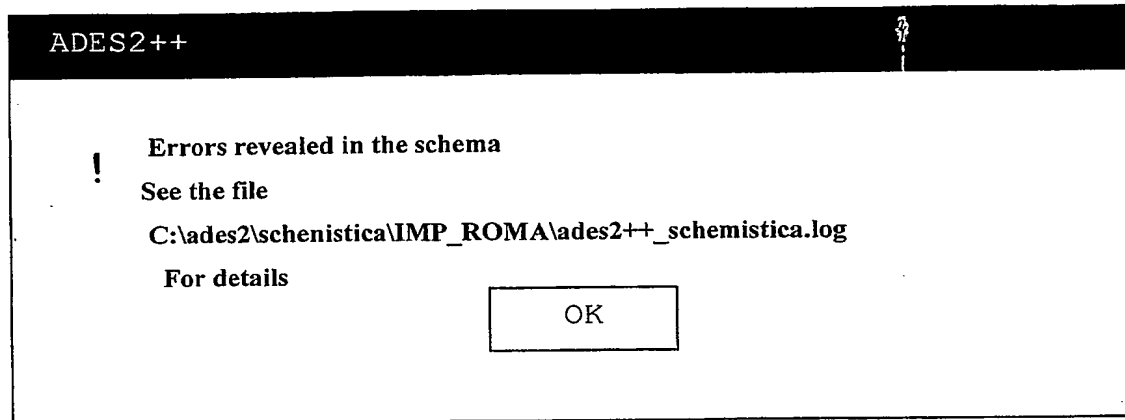 ADES2++
!
Errors revealed in the schema
See the file
C:\ades2\schenistica\IMP_ROMA\ades2++_schemistica.log
For details
OK